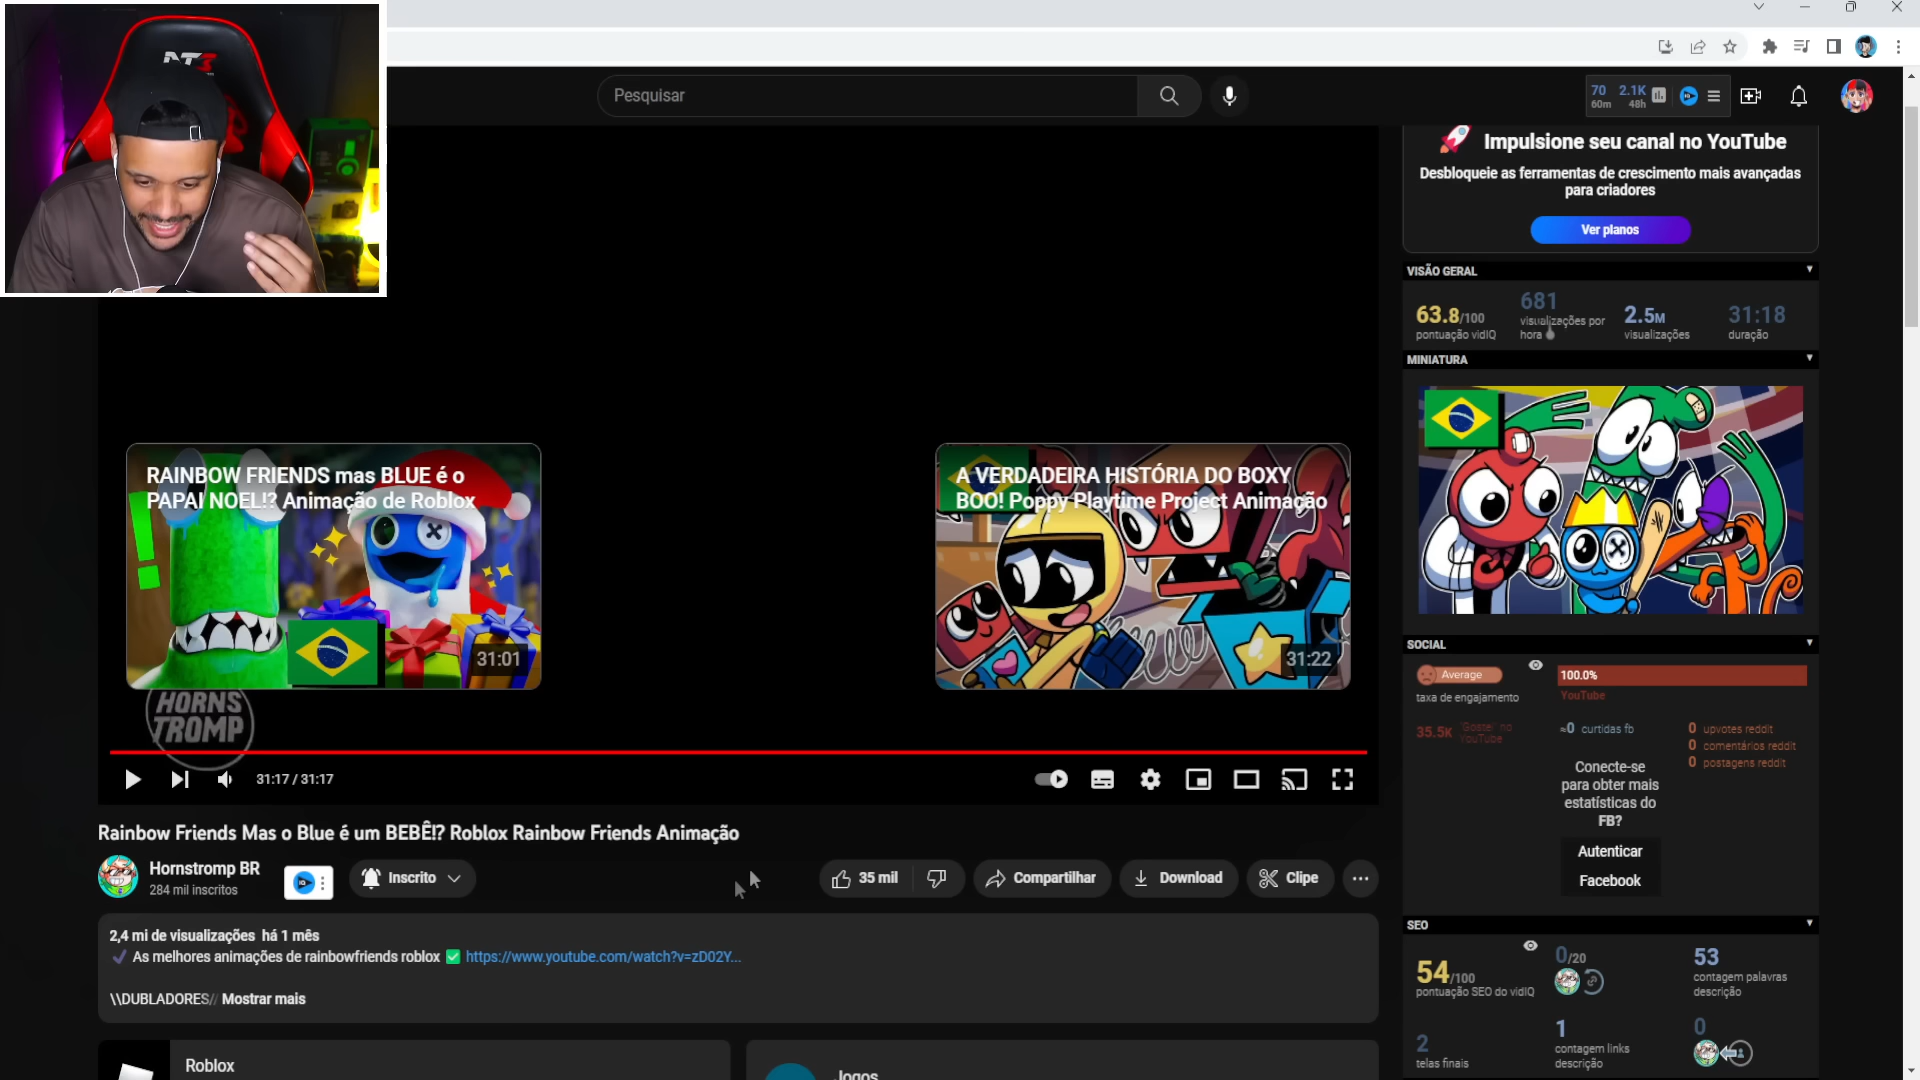 NT3
Pesquisar
70
60m
2.1K
48h
Impulsione seu canal no YouTube
Desbloqueie as ferramentas de crescimento mais avançadas
para criadores
Ver planos
VISÃO GERAL
63.8/100
pontuação vidIQ
681
visualizações por
hora
2.5M
visualizações
31:18
duração
MINIATURA
RAINBOW FRIENDS mas BLUE é o
PAPAI NOEL!? Animação de Roblox
31:01
A VERDADEIRA HISTÓRIA DO BOXY
BOO! Poppy Playtime Project Animação
31:22
HORNS
TROMP
31:17 / 31:17
SOCIAL
Average
taxa de engajamento
100.0%
YouTube
35.5K
'Gostei' no
YouTube
≈0 curtidas fb
0 upvotes reddit
0 comentários reddit
0 postagens reddit
Conecte-se
para obter mais
estatísticas do
FB?
Autenticar
Facebook
Rainbow Friends Mas o Blue é um BEBÊ!? Roblox Rainbow Friends Animação
Hornstromp BR
284 mil inscritos
Inscrito
35 mil
Compartilhar
Download
Clipe
2,4 mi de visualizações há 1 mês
As melhores animações de rainbowfriends roblox ✅ https://www.youtube.com/watch?v=zD02Y...
\\DUBLADORES// Mostrar mais
SEO
54/100
pontuação SEO do vidIQ
0/20
53
contagem palavras
descrição
2
telas finais
1
contagem links
descrição
0
Roblox
Jogos